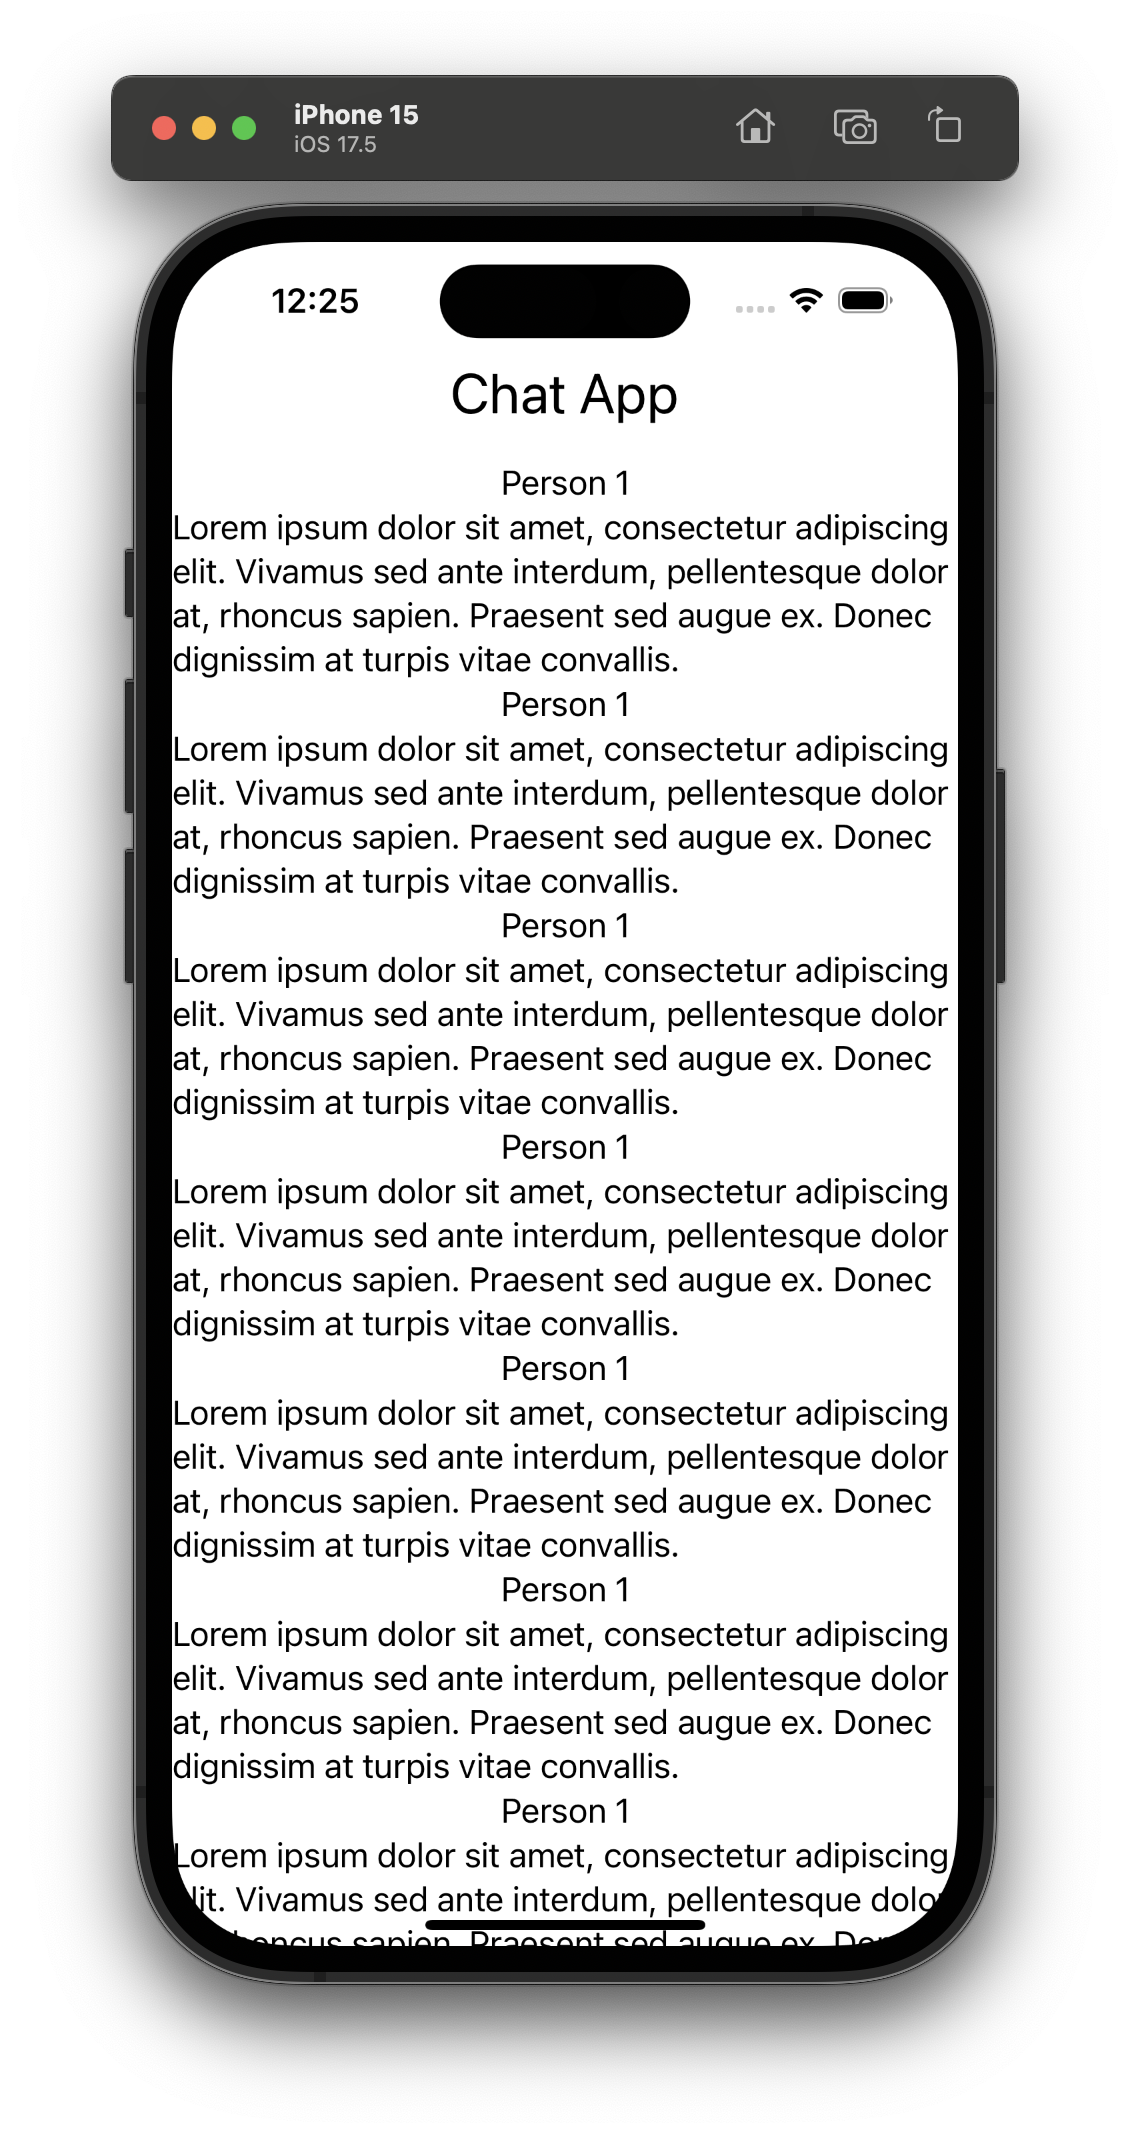 iPhone 15
iOS 17.5
12:25
Chat App
Person 1
Lorem ipsum dolor sit amet, consectetur adipiscing
elit. Vivamus sed ante interdum, pellentesque dolor
at, rhoncus sapien. Praesent sed augue ex. Donec
dignissim at turpis vitae convallis.
Person 1
Lorem ipsum dolor sit amet, consectetur adipiscing
elit. Vivamus sed ante interdum, pellentesque dolor
at, rhoncus sapien. Praesent sed augue ex. Donec
dignissim at turpis vitae convallis.
Person 1
Lorem ipsum dolor sit amet, consectetur adipiscing
elit. Vivamus sed ante interdum, pellentesque dolor
at, rhoncus sapien. Praesent sed augue ex. Donec
dignissim at turpis vitae convallis.
Person 1
Lorem ipsum dolor sit amet, consectetur adipiscing
elit. Vivamus sed ante interdum, pellentesque dolor
at, rhoncus sapien. Praesent sed augue ex. Donec
dignissim at turpis vitae convallis.
Person 1
Lorem ipsum dolor sit amet, consectetur adipiscing
elit. Vivamus sed ante interdum, pellentesque dolor
at, rhoncus sapien. Praesent sed augue ex. Donec
dignissim at turpis vitae convallis.
Person 1
Lorem ipsum dolor sit amet, consectetur adipiscing
elit. Vivamus sed ante interdum, pellentesque dolor
at, rhoncus sapien. Praesent sed augue ex. Donec
dignissim at turpis vitae convallis.
Person 1
Lorem ipsum dolor sit amet, consectetur adipiscing
elit. Vivamus sed ante interdum, pellentesque dolor
sapien. Praesent sed augue ex.